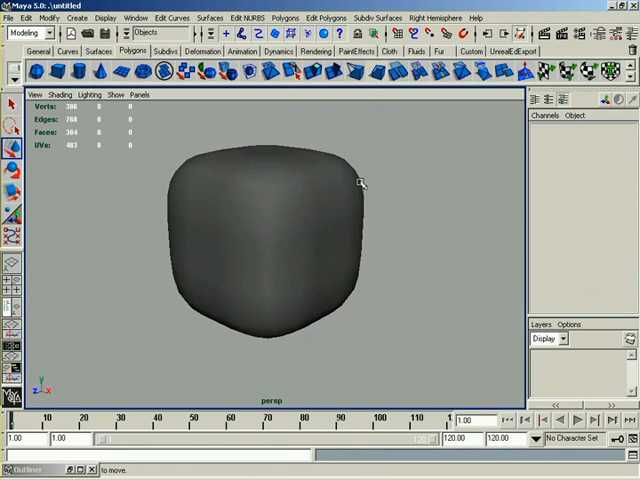 Maya 5.0: .\untitled
File Edit Modify Create Display Window Edit Curves Surfaces Edit NURBS Polygons Edit Polygons Subdiv Surfaces Right Hemisphere Help
Modeling Objects
General Curves Surfaces Polygons Subdivs Deformation Animation Dynamics Rendering PaintEffects Cloth Fluids Fur Custom UnrealEdExport
View Shading Lighting Show Panels
Channels Object
Verts: 386 0 0
Edges: 768 0 0
Faces: 384 0 0
UVs: 483 0 0
Layers Options
Display
y
z x
persp
10 20 30 40 50 60 70 80 90 100 110 1 1.00
1.00 1.00 120.00 120.00 No Character Set
Outliner to move.